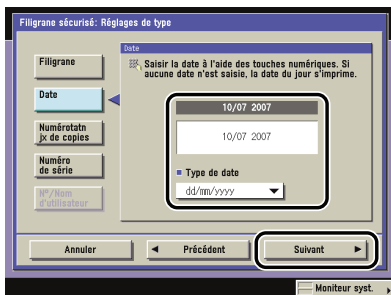 Filigrane sécurisé: Réglages de type
Date
Filigrane
Saisir la date à l'aide des touches numériques. Si
aucune date n'est saisie, la date du jour s'imprime.
Date
10/07 2007
10/07 2007
Numérotatn
jx de copies
Numéro
de série
Type de date
dd/mm/yyyy
N°/Nom
d'utilisateur
Annuler
Précédent
Suivant
Moniteur syst.